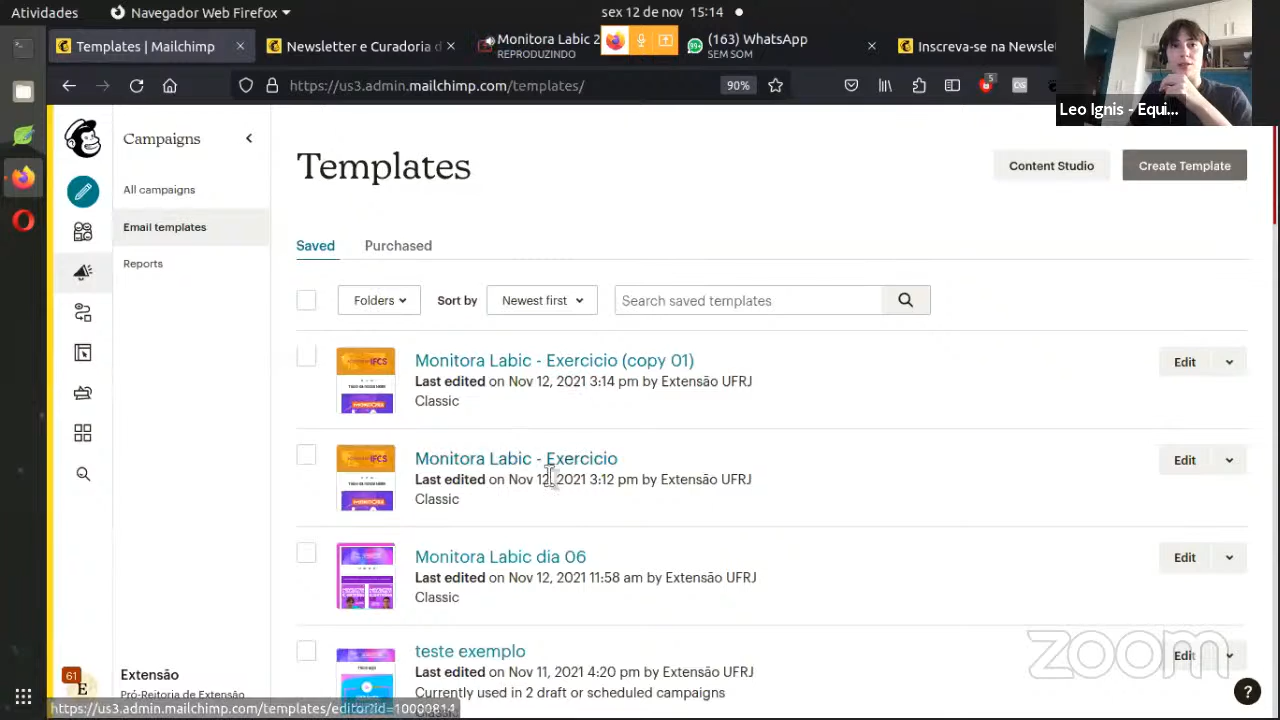 Atividades
Navegador Web Firefox
sex 12 de nov 15:14
Templates | Mailchimp
Newsletter e Curadoria d
Monitora Labic 2
REPRODUZINDO
99+
(163) WhatsApp
SEM SOM
Inscreva-se na Newsle
https://us3.admin.mailchimp.com/templates/
90%
5
Leo Ignis - Equi...
Campaigns
All campaigns
Email templates
Reports
Templates
Content Studio
Create Template
Saved
Purchased
Folders
Sort by
Newest first
Search saved templates
IFCS
Monitora Labic - Exercicio (copy 01)
Last edited on Nov 12, 2021 3:14 pm by Extensão UFRJ
Classic
Edit
IFCS
Monitora Labic - Exercicio
Last edited on Nov 12, 2021 3:12 pm by Extensão UFRJ
Classic
Edit
Monitora Labic dia 06
Last edited on Nov 12, 2021 11:58 am by Extensão UFRJ
Classic
Edit
teste exemplo
Last edited on Nov 11, 2021 4:20 pm by Extensão UFRJ
Currently used in 2 draft or scheduled campaigns
Classic
Edit
zoom
61
E
Extensão
Pró-Reitoria de Extensão
https://us3.admin.mailchimp.com/templates/editor?id=10000814
?